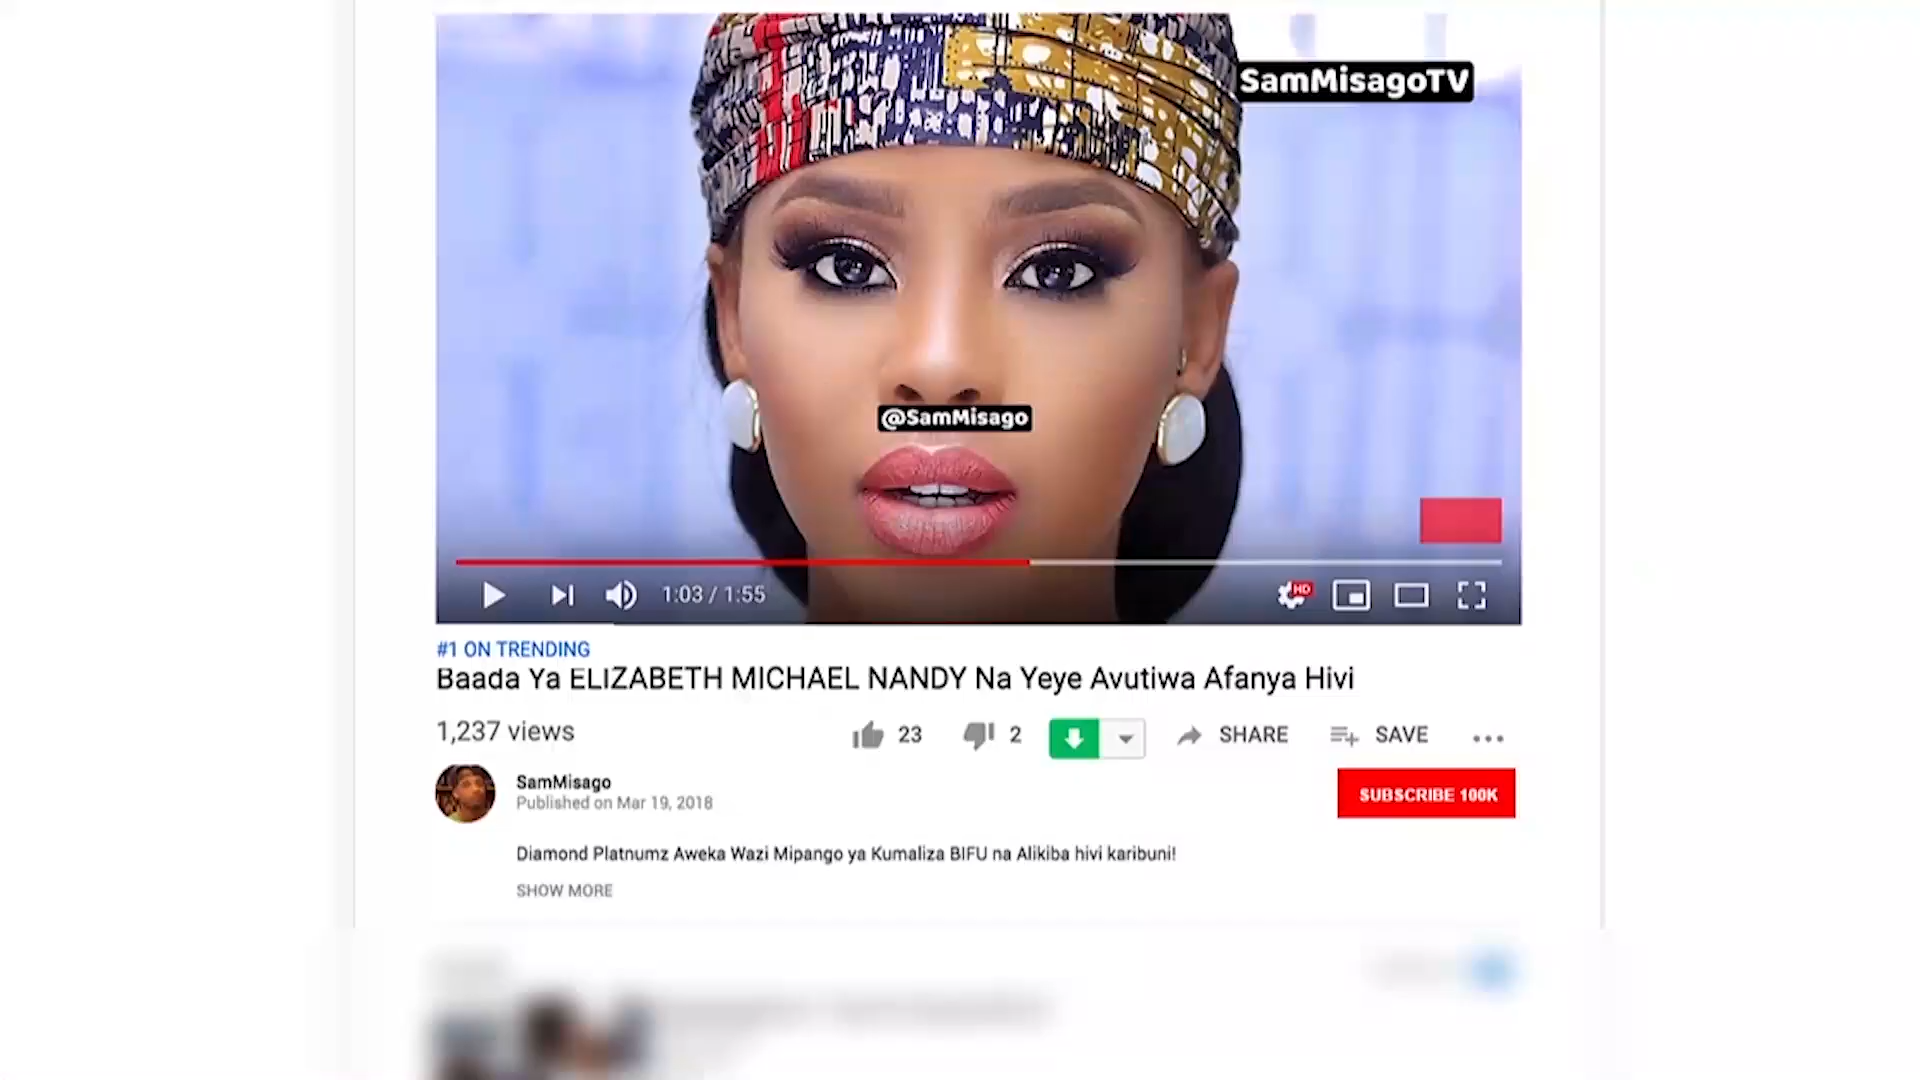 SamMisagoTV
@SamMisago
1:03 / 1:55
HD
#1 ON TRENDING
Baada Ya ELIZABETH MICHAEL NANDY Na Yeye Avutiwa Afanya Hivi
1,237 views
23
2
SHARE
SAVE
SamMisago
Published on Mar 19, 2018
SUBSCRIBE 100K
Diamond Platnumz Aweka Wazi Mipango ya Kumaliza BIFU na Alikiba hivi karibuni!
SHOW MORE